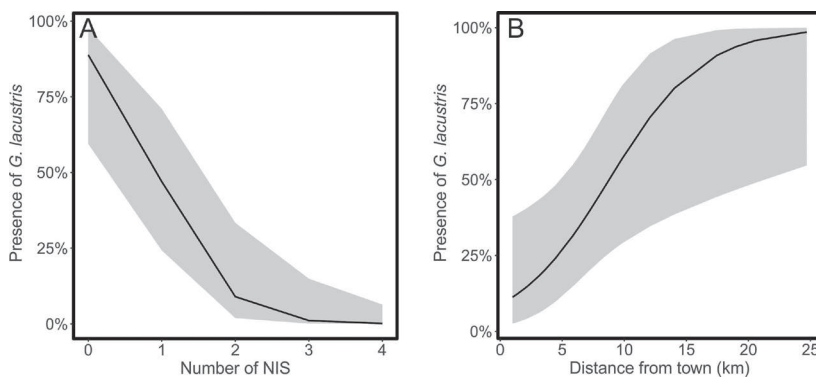 A
100%
75%
50%
25%
0%
Presence of G. lacustris
0 1 2 3 4
Number of NIS
B
100%
75%
50%
25%
0%
Presence of G. lacustris
0 5 10 15 20 25
Distance from town (km)